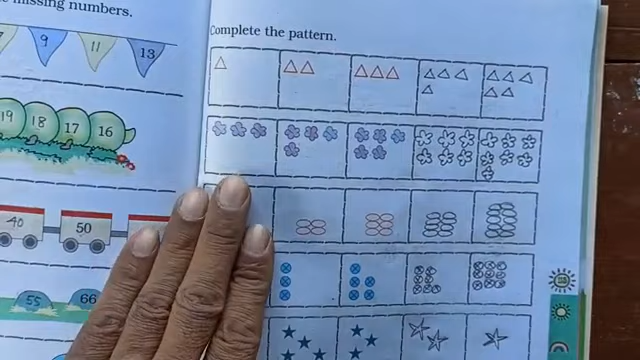 missing numbers.
9 11 13
19 18 17 16
40 50
55 66
Complete the pattern.